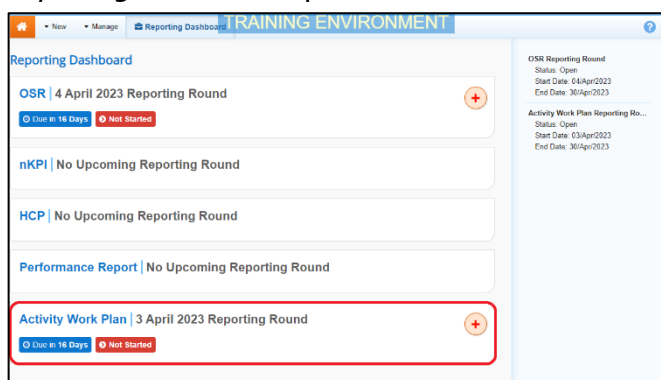 New Manage Reporting Dashboard TRAINING ENVIRONMENT ?
Reporting Dashboard
OSR | 4 April 2023 Reporting Round
Due in 16 Days Not Started
nKPI | No Upcoming Reporting Round
HCP | No Upcoming Reporting Round
Performance Report | No Upcoming Reporting Round
Activity Work Plan | 3 April 2023 Reporting Round
Due in 16 Days Not Started
OSR Reporting Round
Status: Open
Start Date: 04/Apr/2023
End Date: 30/Apr/2023
Activity Work Plan Reporting Ro...
Status: Open
Start Date: 03/Apr/2023
End Date: 30/Apr/2023